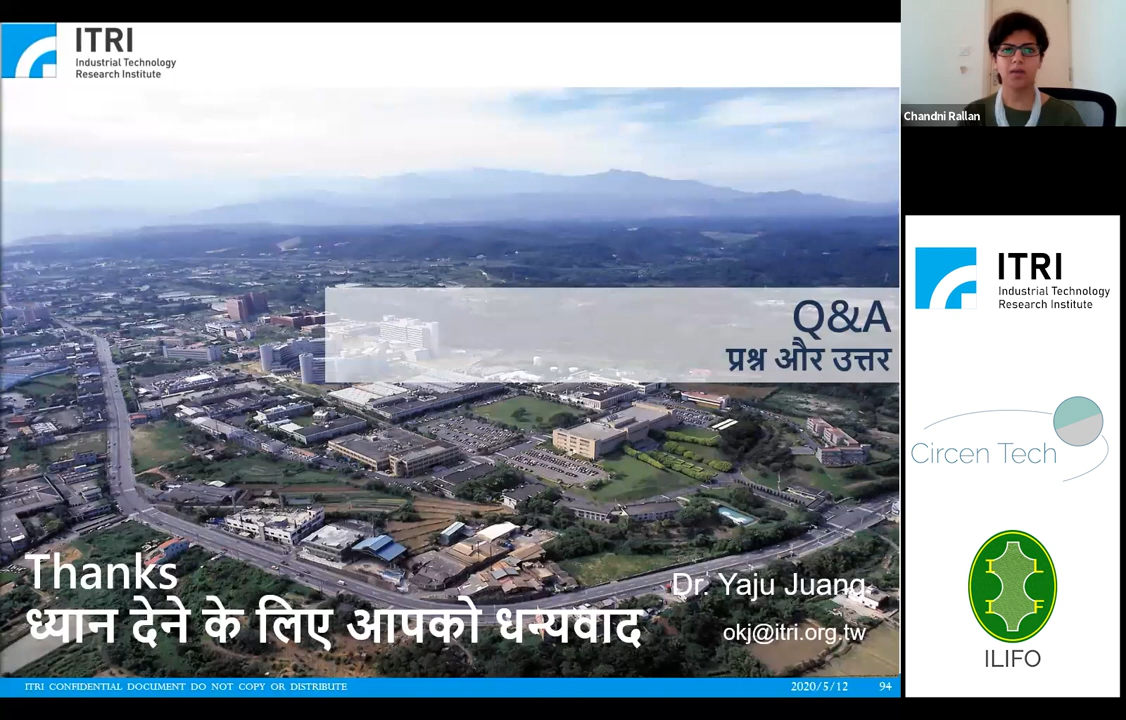 ITRI
Industrial Technology
Research Institute
Chandni Rallan
Q&A
प्रश्न और उत्तर
Thanks
ध्यान देने के लिए आपको धन्यवाद
Dr. Yaju Juang
okj@itri.org.tw
ITRI CONFIDENTIAL DOCUMENT DO NOT COPY OR DISTRIBUTE
2020/5/12 94
ITRI
Industrial Technology
Research Institute
Circen Tech
I L
I F
ILIFO